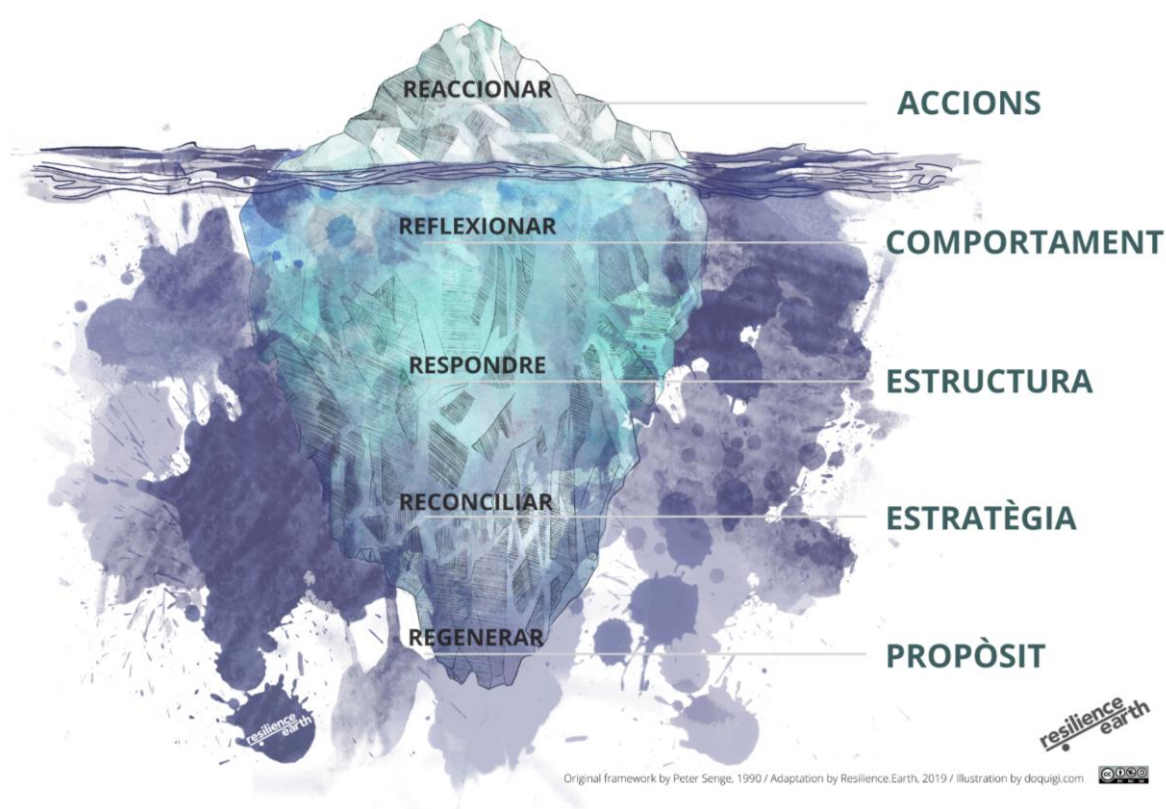 REACCIONAR
ACCIONS
REFLEXIONAR
COMPORTAMENT
RESPONDRE
ESTRUCTURA
RECONCILIAR
ESTRATÈGIA
REGENERAR
PROPÒSIT
resilience
earth
resilience
earth
Original framework by Peter Senge, 1990 / Adaptation by Resilience.Earth, 2019 / Illustration by doquigi.com